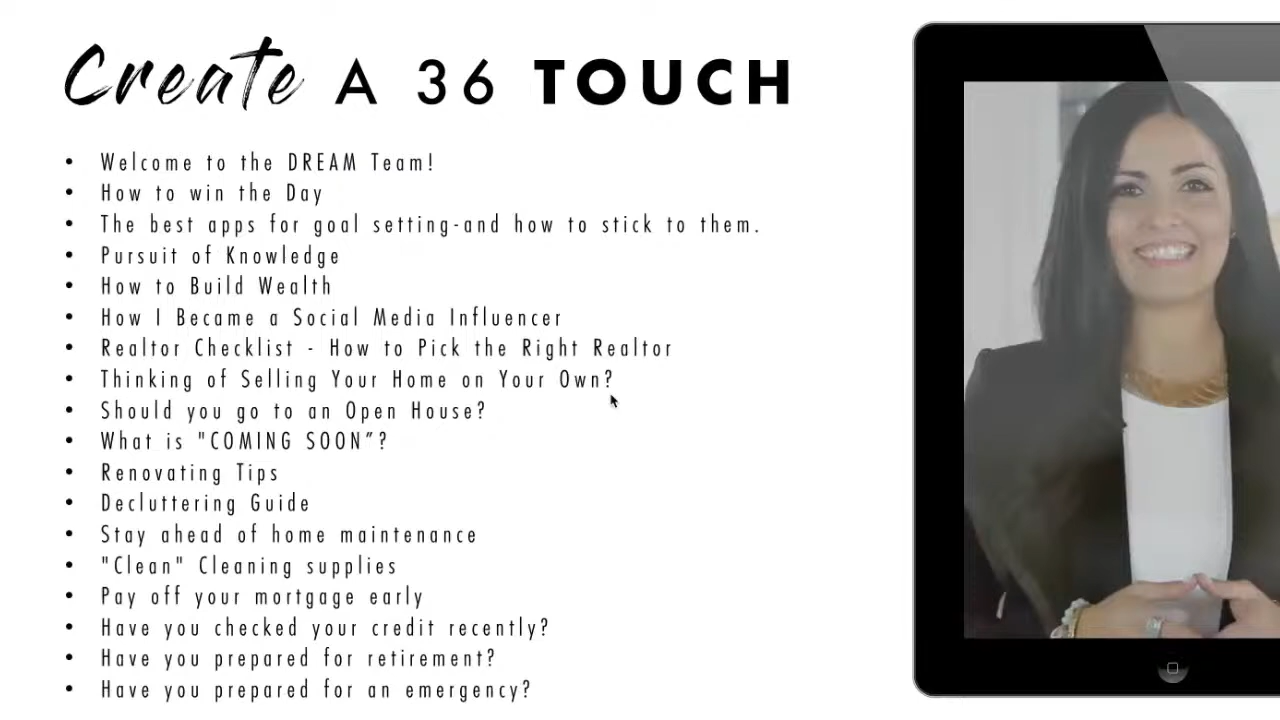 Create A 36 TOUCH
• Welcome to the DREAM Team!
• How to win the Day
• The best apps for goal setting-and how to stick to them.
• Pursuit of Knowledge
• How to Build Wealth
• How I Became a Social Media Influencer
• Realtor Checklist - How to Pick the Right Realtor
• Thinking of Selling Your Home on Your Own?
• Should you go to an Open House?
• What is "COMING SOON”?
• Renovating Tips
• Decluttering Guide
• Stay ahead of home maintenance
• "Clean" Cleaning supplies
• Pay off your mortgage early
• Have you checked your credit recently?
• Have you prepared for retirement?
• Have you prepared for an emergency?